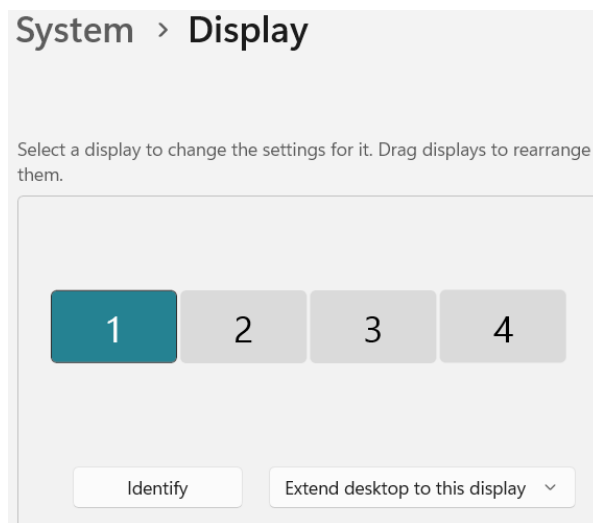 System > Display
Select a display to change the settings for it. Drag displays to rearrange
them.
1 2 3 4
Identify Extend desktop to this display